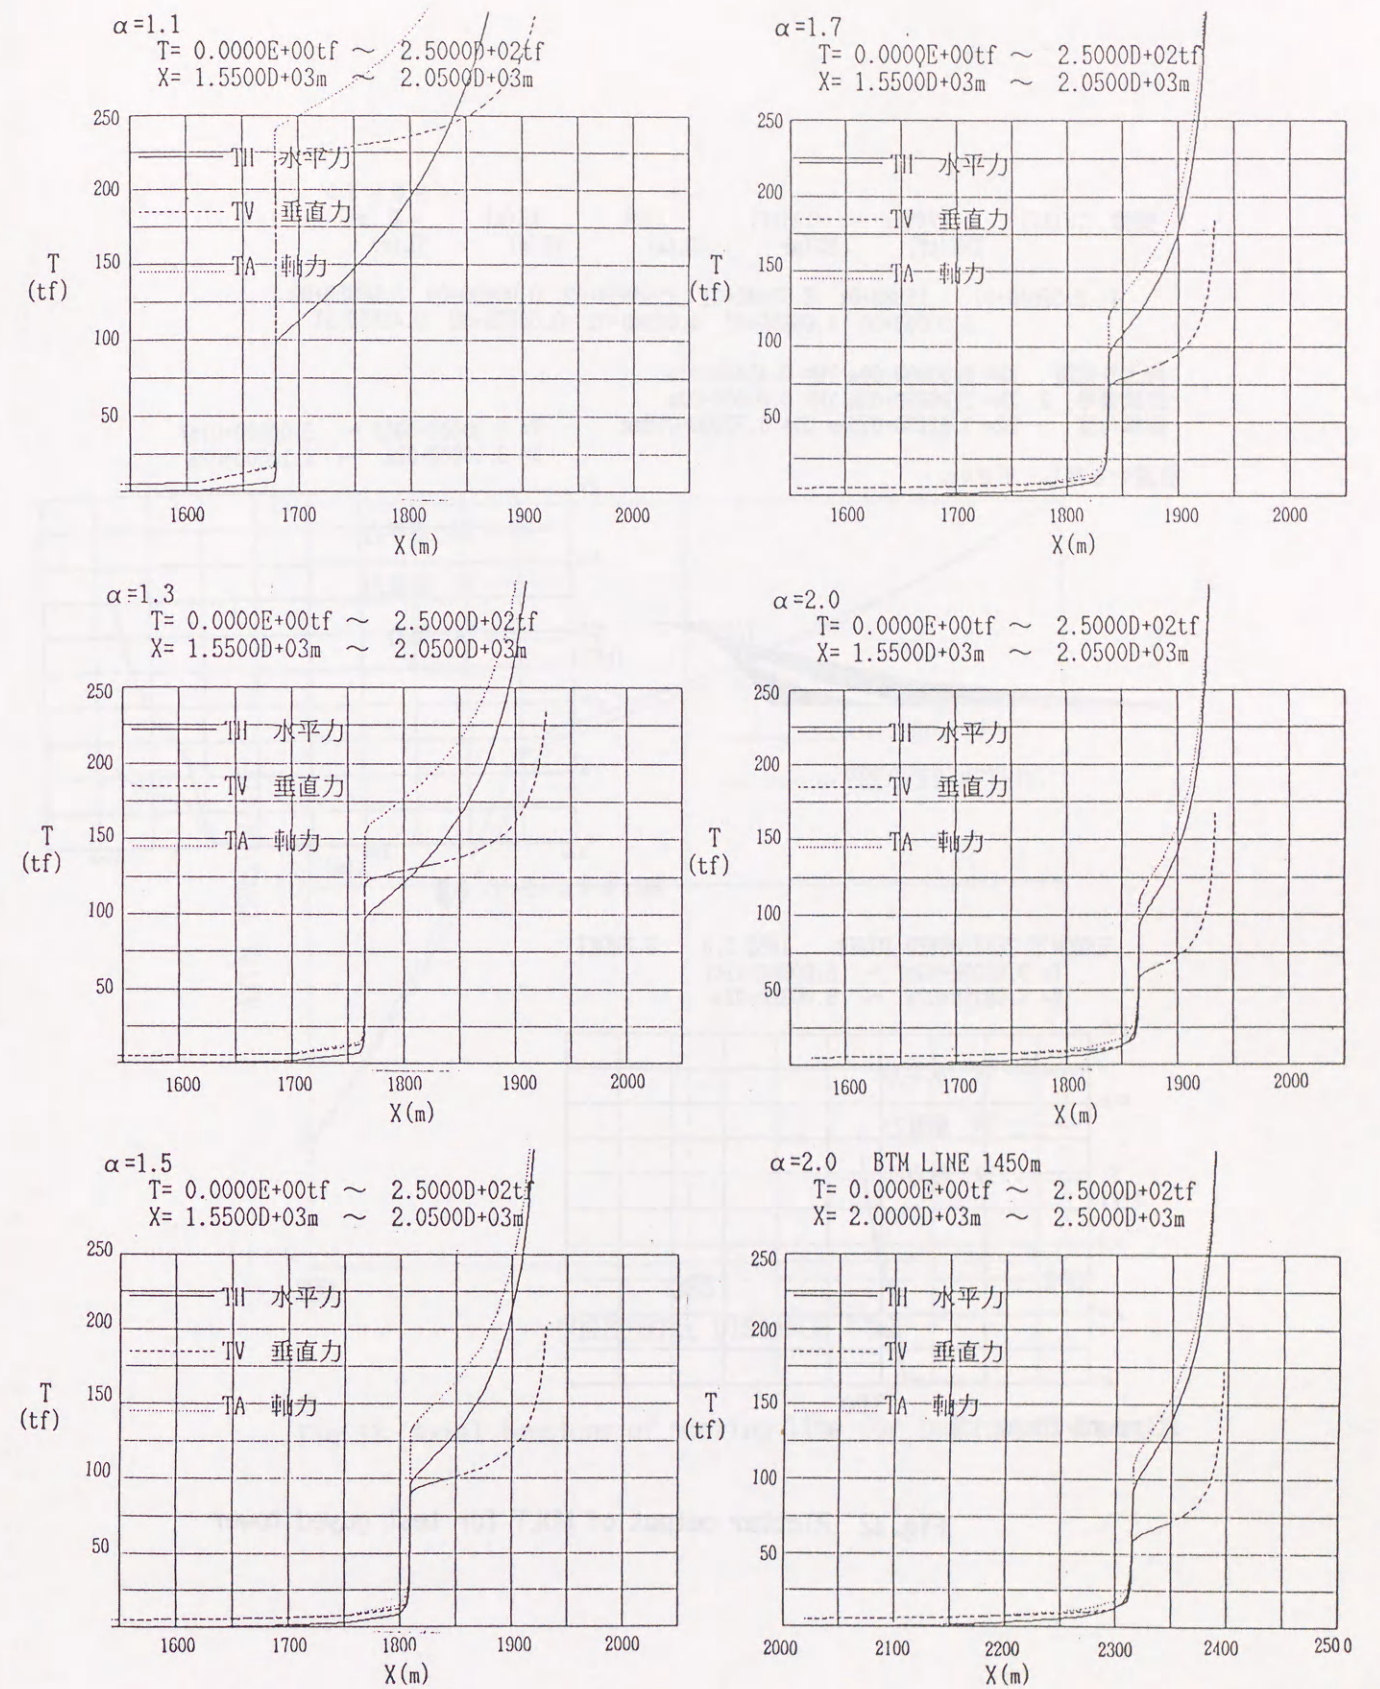 α=1.1
T= 0.0000E+00tf ～ 2.5000D+02tf
X= 1.5500D+03m ～ 2.0500D+03m
250
200
150
100
50
T
(tf)
TH 水平力
TV 垂直力
TA 軸力
1600 1700 1800 1900 2000
X(m)
α=1.3
T= 0.0000E+00tf ～ 2.5000D+02tf
X= 1.5500D+03m ～ 2.0500D+03m
250
200
150
100
50
T
(tf)
TH 水平力
TV 垂直力
TA 軸力
1600 1700 1800 1900 2000
X(m)
α=1.5
T= 0.0000E+00tf ～ 2.5000D+02tf
X= 1.5500D+03m ～ 2.0500D+03m
250
200
150
100
50
T
(tf)
TH 水平力
TV 垂直力
TA 軸力
1600 1700 1800 1900 2000
X(m)
α=1.7
T= 0.0000E+00tf ～ 2.5000D+02tf
X= 1.5500D+03m ～ 2.0500D+03m
250
200
150
100
50
T
(tf)
TH 水平力
TV 垂直力
TA 軸力
1600 1700 1800 1900 2000
X(m)
α=2.0
T= 0.0000E+00tf ～ 2.5000D+02tf
X= 1.5500D+03m ～ 2.0500D+03m
250
200
150
100
50
T
(tf)
TH 水平力
TV 垂直力
TA 軸力
1600 1700 1800 1900 2000
X(m)
α=2.0 BTM LINE 1450m
T= 0.0000E+00tf ～ 2.5000D+02tf
X= 2.0000D+03m ～ 2.5000D+03m
250
200
150
100
50
T
(tf)
TH 水平力
TV 垂直力
TA 軸力
2000 2100 2200 2300 2400 2500
X(m)